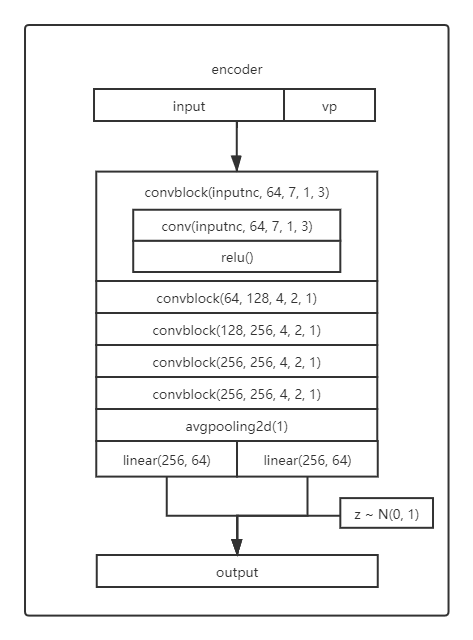 encoder
input
vp
convblock(inputnc, 64, 7, 1, 3)
conv(inputnc, 64, 7, 1, 3)
relu()
convblock(64, 128, 4, 2, 1)
convblock(128, 256, 4, 2, 1)
convblock(256, 256, 4, 2, 1)
convblock(256, 256, 4, 2, 1)
avgpooling2d(1)
linear(256, 64)
linear(256, 64)
z ~ N(0, 1)
output